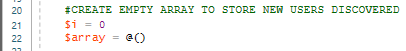 20 #CREATE EMPTY ARRAY TO STORE NEW USERS DISCOVERED
21 $i = 0
22 $array = @()